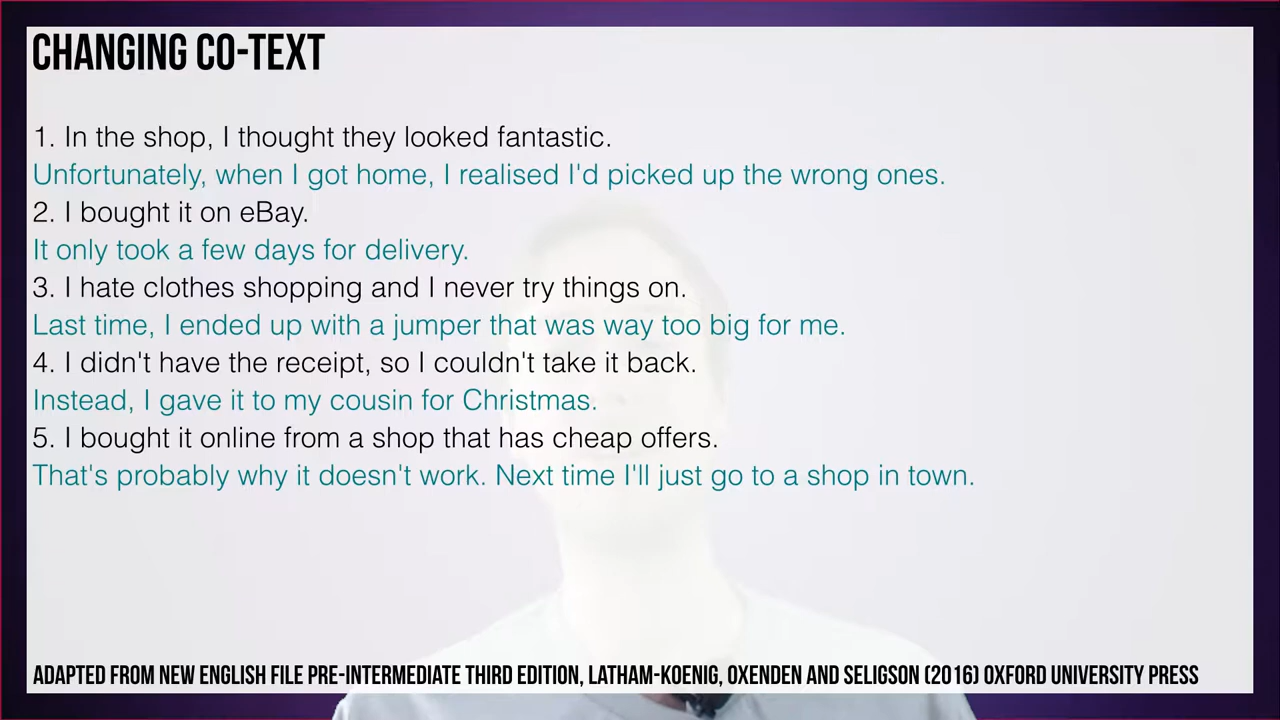 CHANGING CO-TEXT
1. In the shop, I thought they looked fantastic.
Unfortunately, when I got home, I realised I'd picked up the wrong ones.
2. I bought it on eBay.
It only took a few days for delivery.
3. I hate clothes shopping and I never try things on.
Last time, I ended up with a jumper that was way too big for me.
4. I didn't have the receipt, so I couldn't take it back.
Instead, I gave it to my cousin for Christmas.
5. I bought it online from a shop that has cheap offers.
That's probably why it doesn't work. Next time I'll just go to a shop in town.
ADAPTED FROM NEW ENGLISH FILE PRE-INTERMEDIATE THIRD EDITION, LATHAM-KOENIG, OXENDEN AND SELIGSON (2016) OXFORD UNIVERSITY PRESS